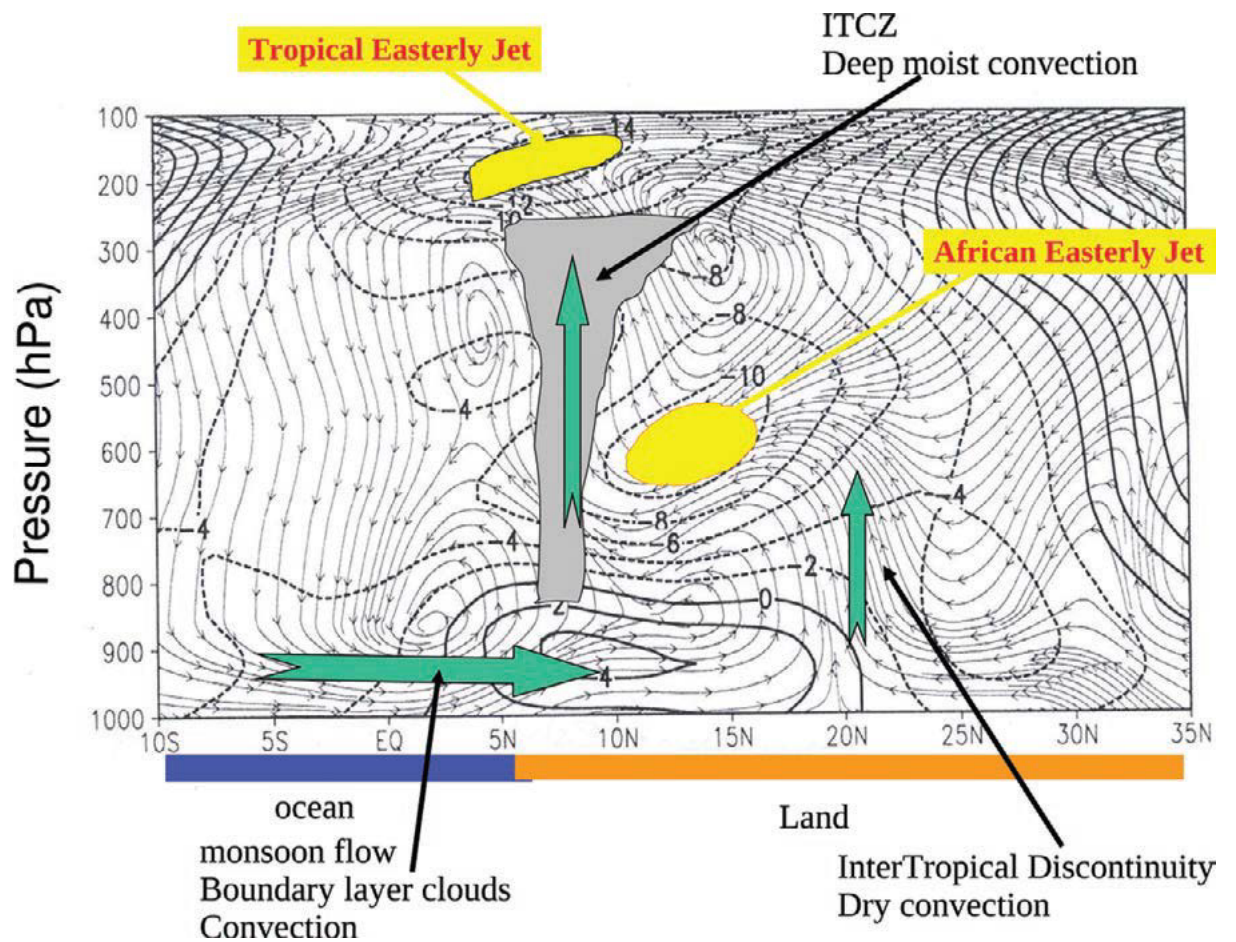 ITCZ
Deep moist convection
Tropical Easterly Jet
African Easterly Jet
Pressure (hPa)
100
200
300
400
500
600
700
800
900
1000
-14
-12
-10
-8
-8
-10
-4
-4
-4
-4
-8
-6
-2
0
-2
4
10S
5S
EQ
5N
10N
15N
20N
25N
30N
35N
ocean
Land
monsoon flow
Boundary layer clouds
Convection
InterTropical Discontinuity
Dry convection